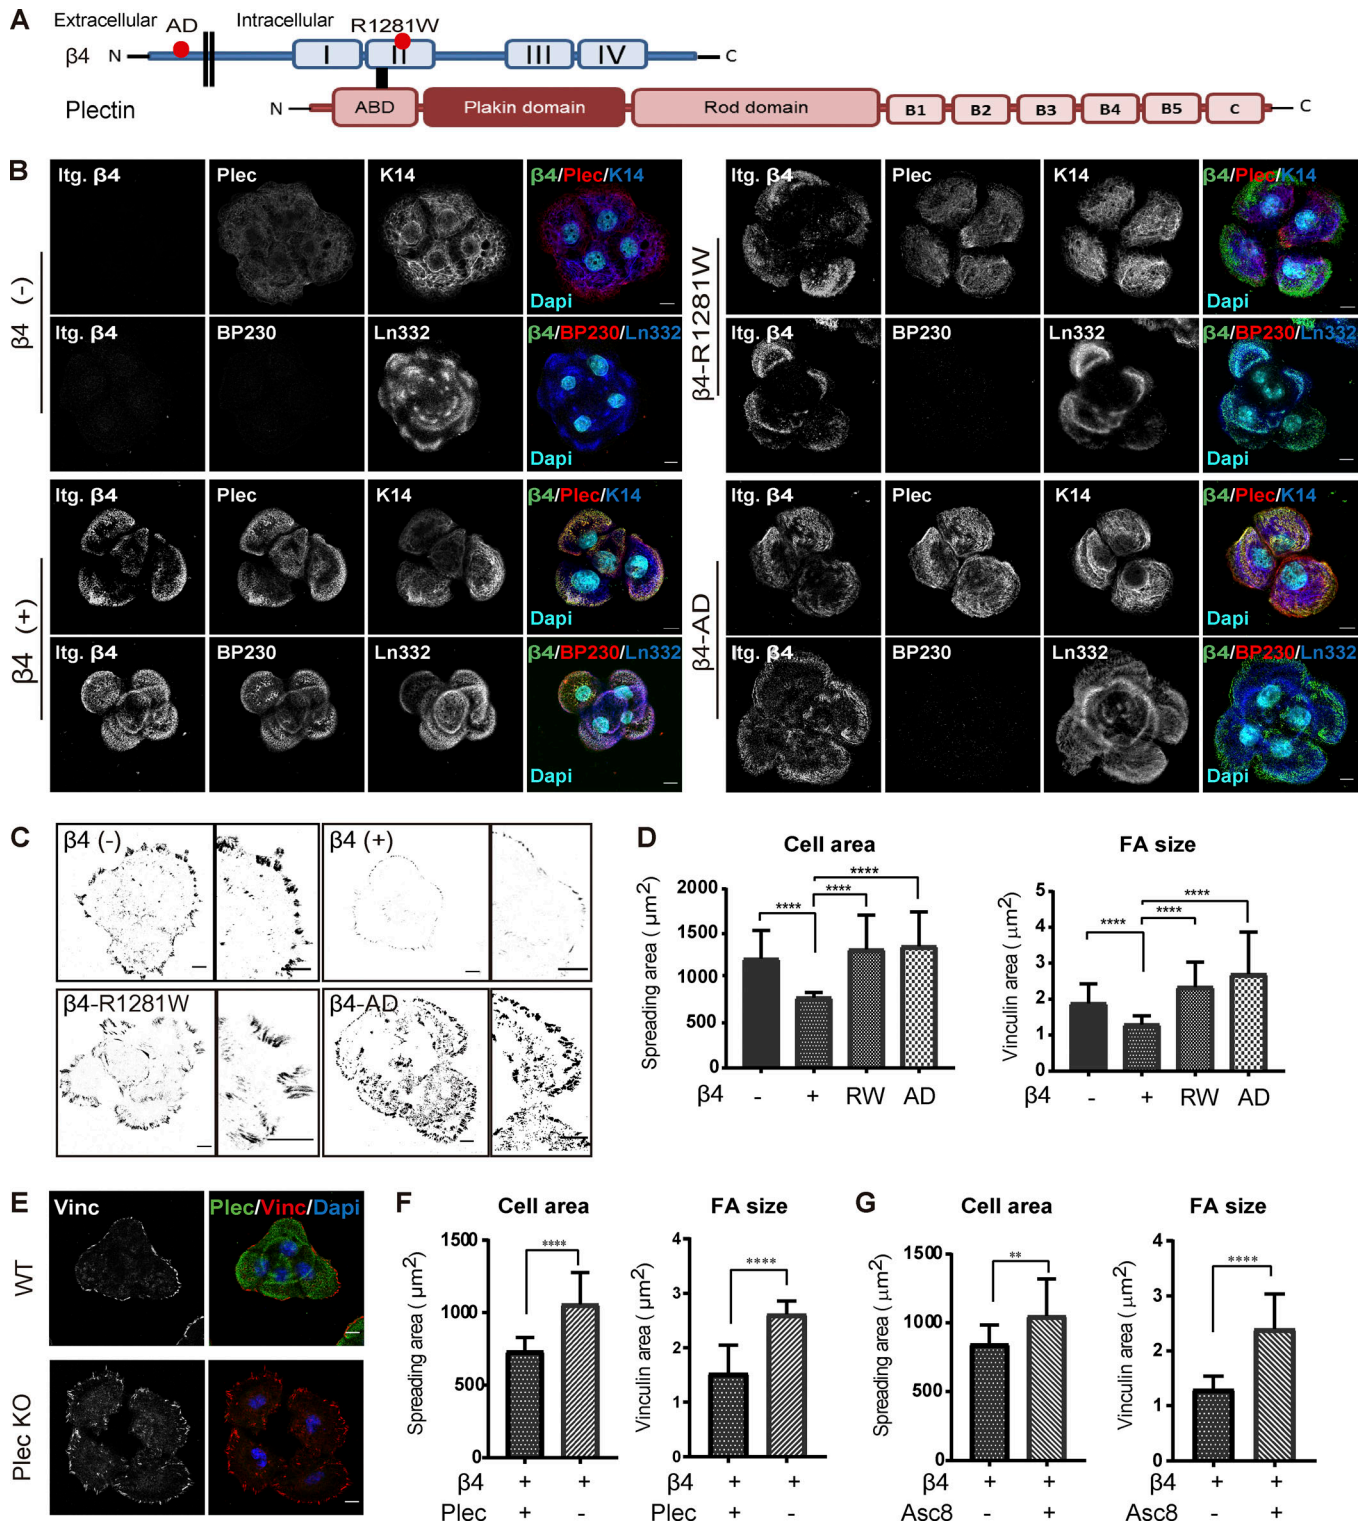 A
Extracellular AD Intracellular R1281W
β4 N I II III IV C
Plectin N ABD Plakin domain Rod domain B1 B2 B3 B4 B5 C C
B
β4 (-)
Itg. β4 Plec K14 β4/Plec/K14
Dapi
Itg. β4 BP230 Ln332 β4/BP230/Ln332
Dapi
β4 (+)
Itg. β4 Plec K14 β4/Plec/K14
Dapi
Itg. β4 BP230 Ln332 β4/BP230/Ln332
Dapi
β4-R1281W
Itg. β4 Plec K14 β4/Plec/K14
Dapi
Itg. β4 BP230 Ln332 β4/BP230/Ln332
Dapi
β4-AD
Itg. β4 Plec K14 β4/Plec/K14
Dapi
Itg. β4 BP230 Ln332 β4/BP230/Ln332
Dapi
C
β4 (-) β4 (+)
β4-R1281W β4-AD
D
Cell area
Spreading area ( μm2)
2000
1500
1000
500
0
****
****
****
β4 - + RW AD
FA size
Vinculin area ( μm2)
5
4
3
2
1
0
****
****
****
β4 - + RW AD
E
WT
Vinc Plec/Vinc/Dapi
Plec KO
F
Cell area
Spreading area ( μm2)
1500
1000
500
0
****
β4 + +
Plec + -
FA size
Vinculin area ( μm2)
4
3
2
1
0
****
β4 + +
Plec + -
G
Cell area
Spreading area ( μm2)
1500
1000
500
0
**
β4 + +
Asc8 - +
FA size
Vinculin area ( μm2)
4
3
2
1
0
****
β4 + +
Asc8 - +